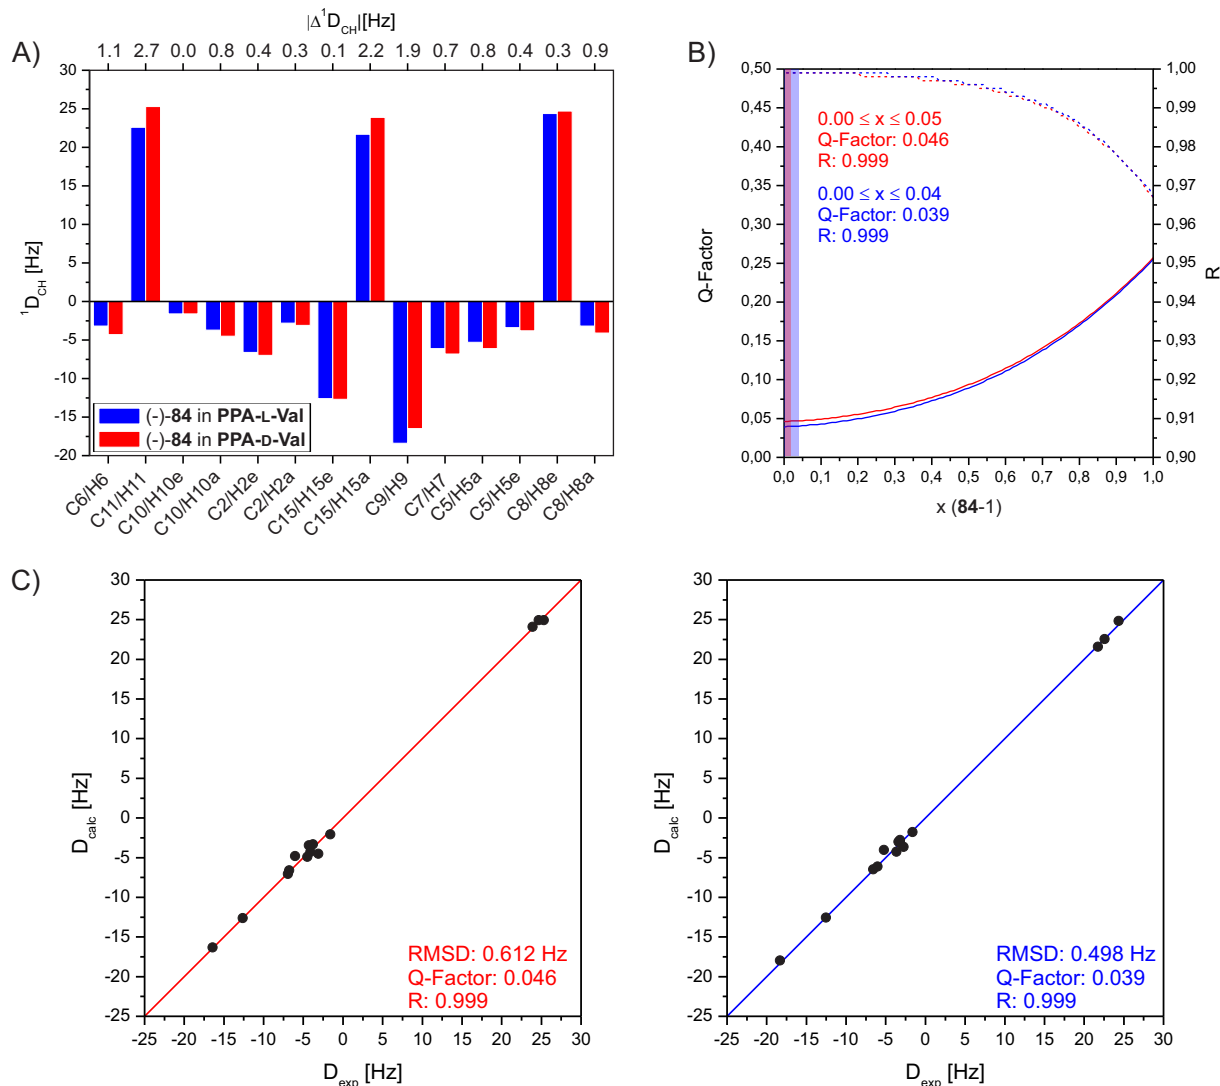 A)
|Δ¹D_CH|[Hz]
1.1 2.7 0.0 0.8 0.4 0.3 0.1 2.2 1.9 0.7 0.8 0.4 0.3 0.9
30
25
20
15
10
5
0
-5
-10
-15
-20
¹D_CH [Hz]
(-)-84 in PPA-L-Val
(-)-84 in PPA-D-Val
C6/H6
C11/H11
C10/H10e
C10/H10a
C2/H2e
C2/H2a
C15/H15e
C15/H15a
C9/H9
C7/H7
C5/H5a
C5/H5e
C8/H8e
C8/H8a
B)
0,50
0,45
0,40
0,35
0,30
0,25
0,20
0,15
0,10
0,05
0,00
Q-Factor
0.00 ≤ x ≤ 0.05
Q-Factor: 0.046
R: 0.999
0.00 ≤ x ≤ 0.04
Q-Factor: 0.039
R: 0.999
1,00
0,99
0,98
0,97
0,96
0,95
0,94
0,93
0,92
0,91
0,90
R
0,0 0,1 0,2 0,3 0,4 0,5 0,6 0,7 0,8 0,9 1,0
x (84-1)
C)
30
25
20
15
10
5
0
-5
-10
-15
-20
-25
D_calc [Hz]
RMSD: 0.612 Hz
Q-Factor: 0.046
R: 0.999
-25 -20 -15 -10 -5 0 5 10 15 20 25 30
D_exp [Hz]
30
25
20
15
10
5
0
-5
-10
-15
-20
-25
D_calc [Hz]
RMSD: 0.498 Hz
Q-Factor: 0.039
R: 0.999
-25 -20 -15 -10 -5 0 5 10 15 20 25 30
D_exp [Hz]